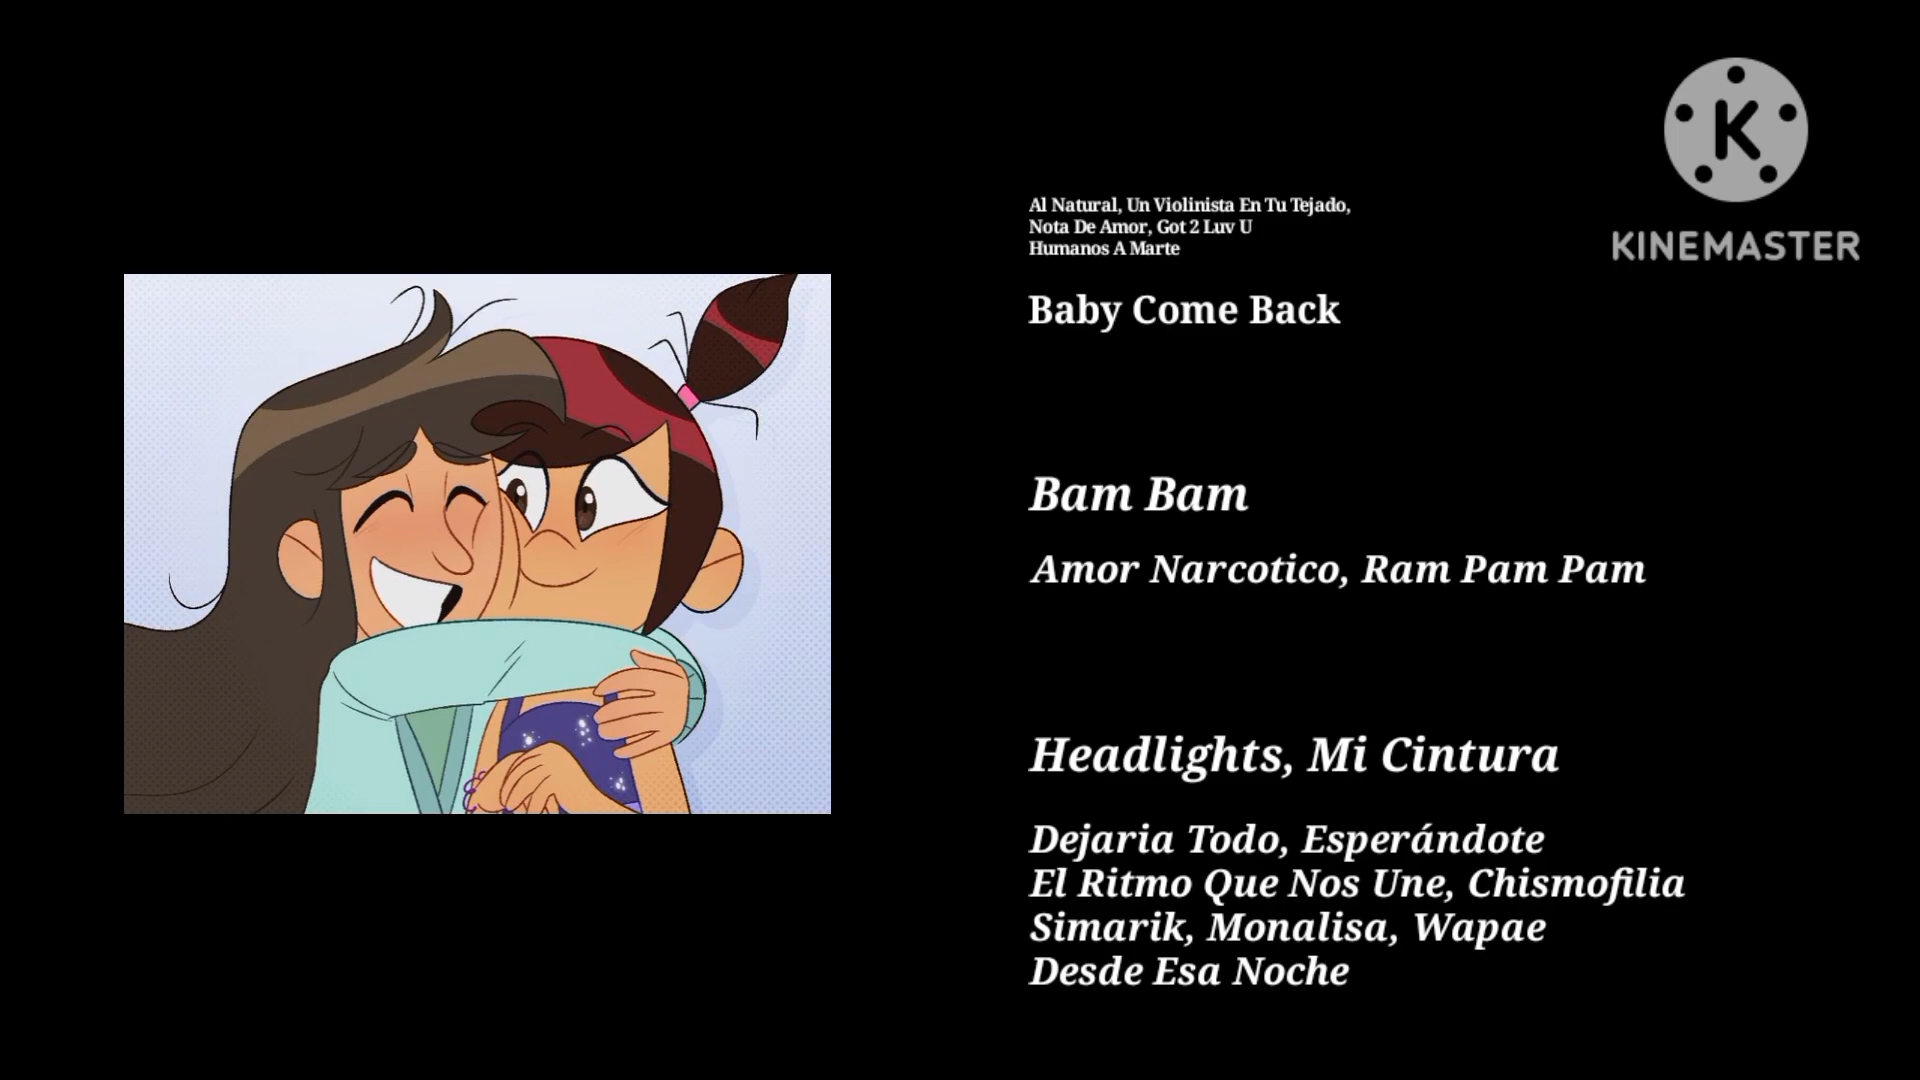 K
KINEMASTER
Al Natural, Un Violinista En Tu Tejado,
Nota De Amor, Got 2 Luv U
Humanos A Marte
Baby Come Back
Bam Bam
Amor Narcotico, Ram Pam Pam
Headlights, Mi Cintura
Dejaria Todo, Esperándote
El Ritmo Que Nos Une, Chismofilia
Simarik, Monalisa, Wapae
Desde Esa Noche